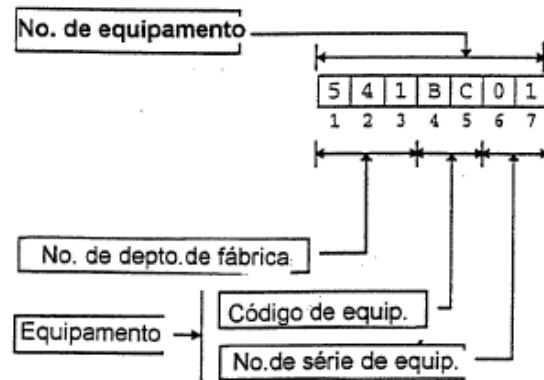 No. de equipamento
5 4 1 B C 0 1
1 2 3 4 5 6 7
No. de depto.de fábrica
Código de equip.
Equipamento
No.de série de equip.